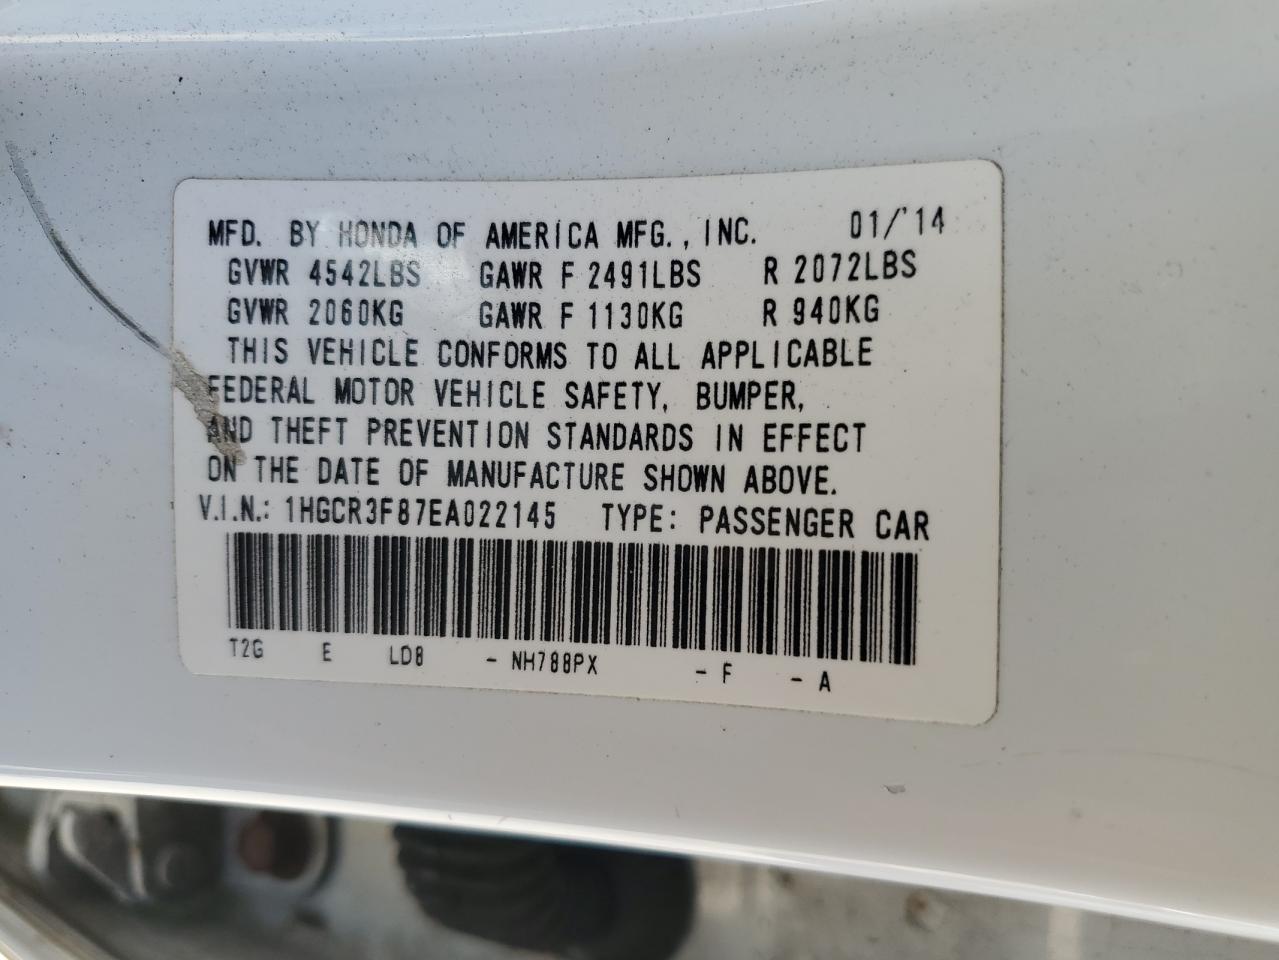 MFD. BY HONDA OF AMERICA MFG., INC. 01/'14
GVWR 4542LBS GAWR F 2491LBS R 2072LBS
GVWR 2060KG GAWR F 1130KG R 940KG
THIS VEHICLE CONFORMS TO ALL APPLICABLE
FEDERAL MOTOR VEHICLE SAFETY, BUMPER,
AND THEFT PREVENTION STANDARDS IN EFFECT
ON THE DATE OF MANUFACTURE SHOWN ABOVE.
V.I.N.: 1HGCR3F87EA022145 TYPE: PASSENGER CAR
T2G E LD8 - NH788PX - F - A